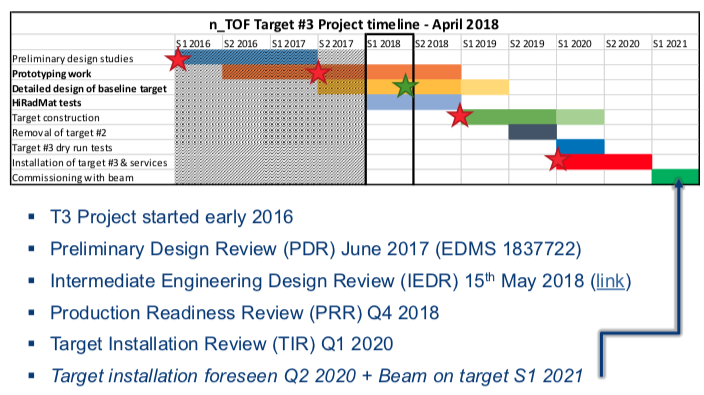 n_TOF Target #3 Project timeline - April 2018
S1 2016 S2 2016 S1 2017 S2 2017 S1 2018 S2 2018 S1 2019 S2 2019 S1 2020 S2 2020 S1 2021
Preliminary design studies
Prototyping work
Detailed design of baseline target
HiRadMat tests
Target construction
Removal of target #2
Target #3 dry run tests
Installation of target #3 & services
Commissioning with beam
▪ T3 Project started early 2016
▪ Preliminary Design Review (PDR) June 2017 (EDMS 1837722)
▪ Intermediate Engineering Design Review (IEDR) 15th May 2018 (link)
▪ Production Readiness Review (PRR) Q4 2018
▪ Target Installation Review (TIR) Q1 2020
▪ Target installation foreseen Q2 2020 + Beam on target S1 2021